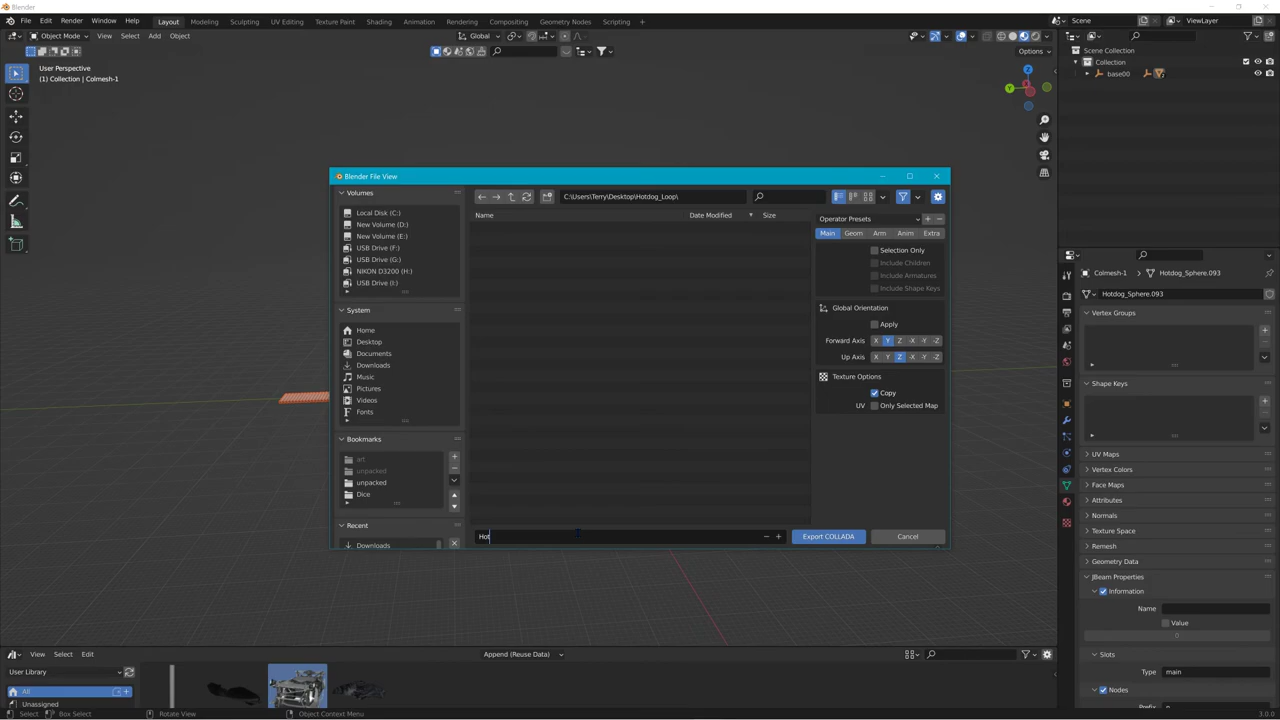 Blender
File Edit Render Window Help Layout Modeling Sculpting UV Editing Texture Paint Shading Animation Rendering Compositing Geometry Nodes Scripting + Scene ViewLayer
Object Mode View Select Add Object Global
Options
User Perspective
(1) Collection | Colmesh-1
Z
Y
Scene Collection
Collection
base00
Blender File View
Volumes
Local Disk (C:)
New Volume (D:)
New Volume (E:)
USB Drive (F:)
USB Drive (G:)
NIKON D3200 (H:)
USB Drive (I:)
System
Home
Desktop
Documents
Downloads
Music
Pictures
Videos
Fonts
Bookmarks
art
unpacked
unpacked
Dice
Recent
Downloads
C:\Users\Terry\Desktop\Hotdog_Loop\
Name Date Modified Size
Hot
Export COLLADA Cancel
Operator Presets
Main Geom Arm Anim Extra
Selection Only
Include Children
Include Armatures
Include Shape Keys
Global Orientation
Apply
Forward Axis X Y Z -X -Y -Z
Up Axis X Y Z -X -Y -Z
Texture Options
Copy
UV Only Selected Map
Colmesh-1 Hotdog_Sphere.093
Hotdog_Sphere.093
Vertex Groups
Shape Keys
UV Maps
Vertex Colors
Face Maps
Attributes
Normals
Texture Space
Remesh
Geometry Data
JBeam Properties
Information
Name
Value
0
Slots
Type main
Nodes
View Select Edit Append (Reuse Data)
User Library
All
Unassigned
Select Box Select Rotate View Object Context Menu 3.0.0